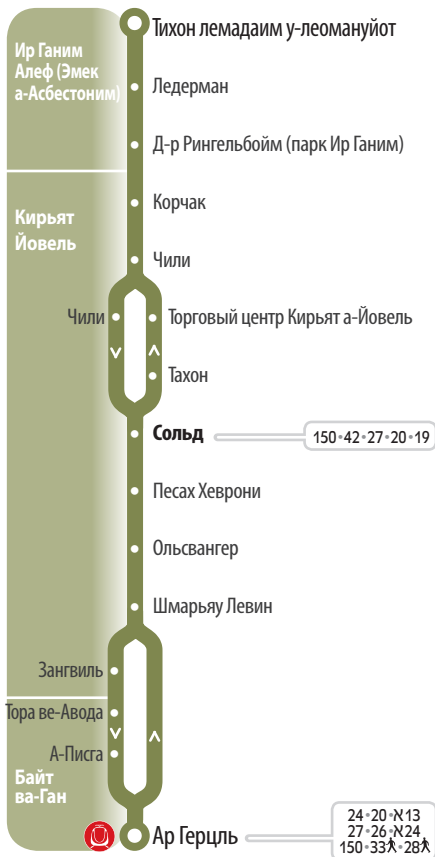 Тихон лемадаим у-леомануйот
Ир Ганим
Алеф (Эмек
а-Асбестоним)
Ледерман
Д-р Рингельбойм (парк Ир Ганим)
Корчак
Кирьят
Йовель
Чили
Чили
Торговый центр Кирьят а-Йовель
Тахон
Сольд
150•42•27•20•19
Песах Хеврони
Ольсвангер
Шмарьяу Левин
Зангвиль
Тора ве-Авода
А-Писга
Байт
ва-Ган
Ар Герцль
24•20•א13
27•26•א24
150•33•28